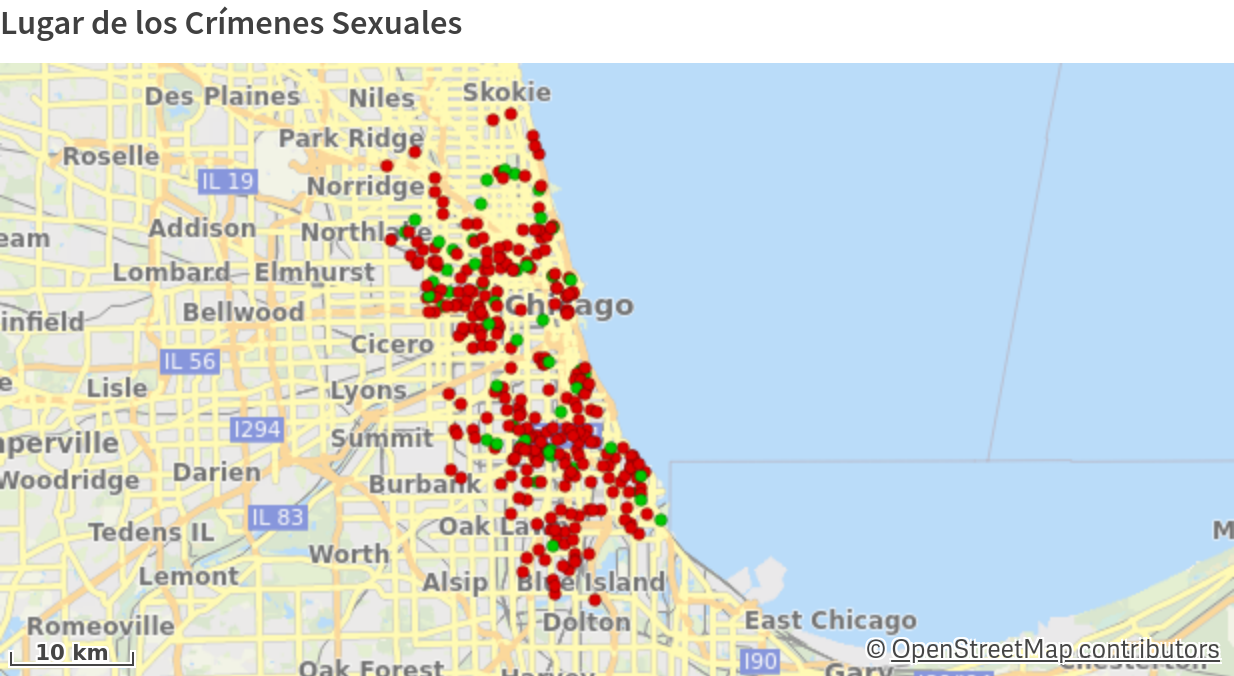 Lugar de los Crímenes Sexuales
Skokie
Des Plaines
Niles
Park Ridge
Roselle
IL 19
Norridge
Addison
Northlake
eam
Lombard
Elmhurst
Chicago
Bellwood
infield
Cicero
IL 56
e
Lisle
Lyons
I294
Summit
aperville
Darien
Woodridge
Burbank
IL 83
Oak Lawn
Tedens IL
M
Worth
Lemont
Alsip
Blue Island
Dolton
East Chicago
Romeoville
10 km
© OpenStreetMap contributors
I90
Chesterton
Oak Forest
Gary
Harvey